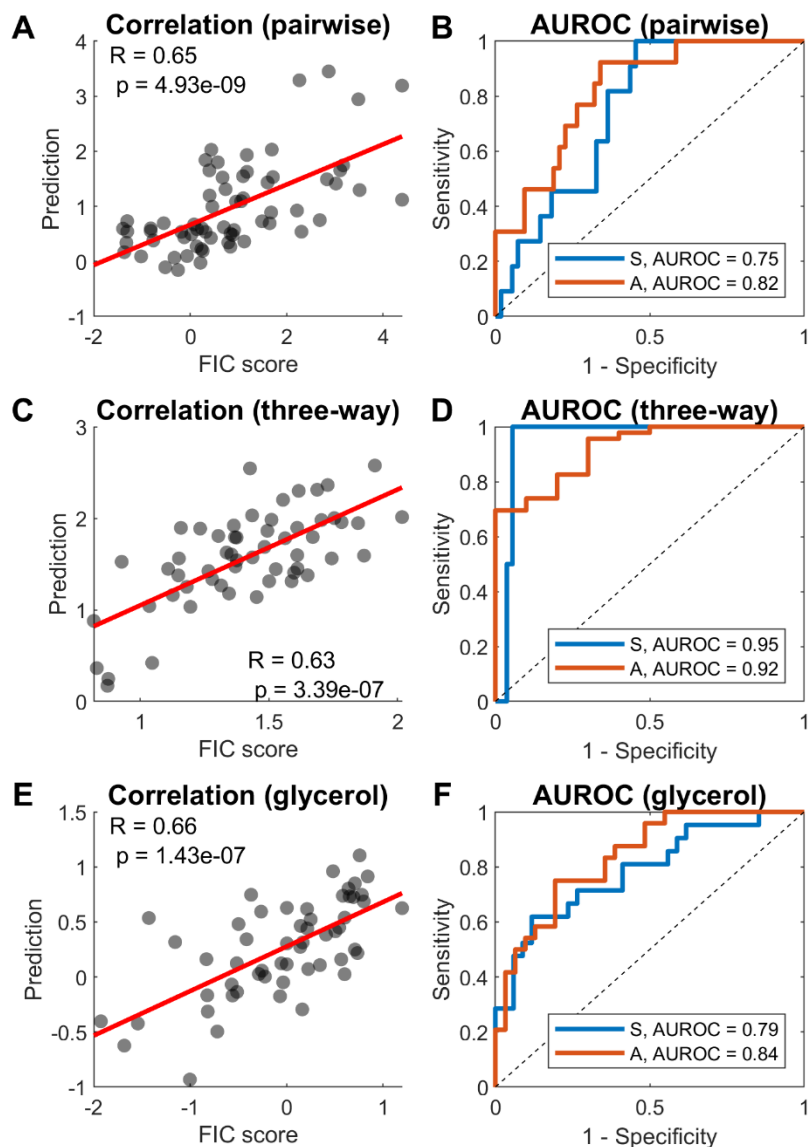 A
Correlation (pairwise)
R = 0.65
p = 4.93e-09
4
3
2
1
0
-1
Prediction
-2
0
2
4
FIC score
B
AUROC (pairwise)
1
0.8
0.6
0.4
0.2
0
Sensitivity
S, AUROC = 0.75
A, AUROC = 0.82
0
0.5
1
1 - Specificity
C
Correlation (three-way)
3
2
1
0
Prediction
R = 0.63
p = 3.39e-07
1
1.5
2
FIC score
D
AUROC (three-way)
1
0.8
0.6
0.4
0.2
0
Sensitivity
S, AUROC = 0.95
A, AUROC = 0.92
0
0.5
1
1 - Specificity
E
Correlation (glycerol)
R = 0.66
p = 1.43e-07
1.5
1
0.5
0
-0.5
-1
Prediction
-2
-1
0
1
FIC score
F
AUROC (glycerol)
1
0.8
0.6
0.4
0.2
0
Sensitivity
S, AUROC = 0.79
A, AUROC = 0.84
0
0.5
1
1 - Specificity